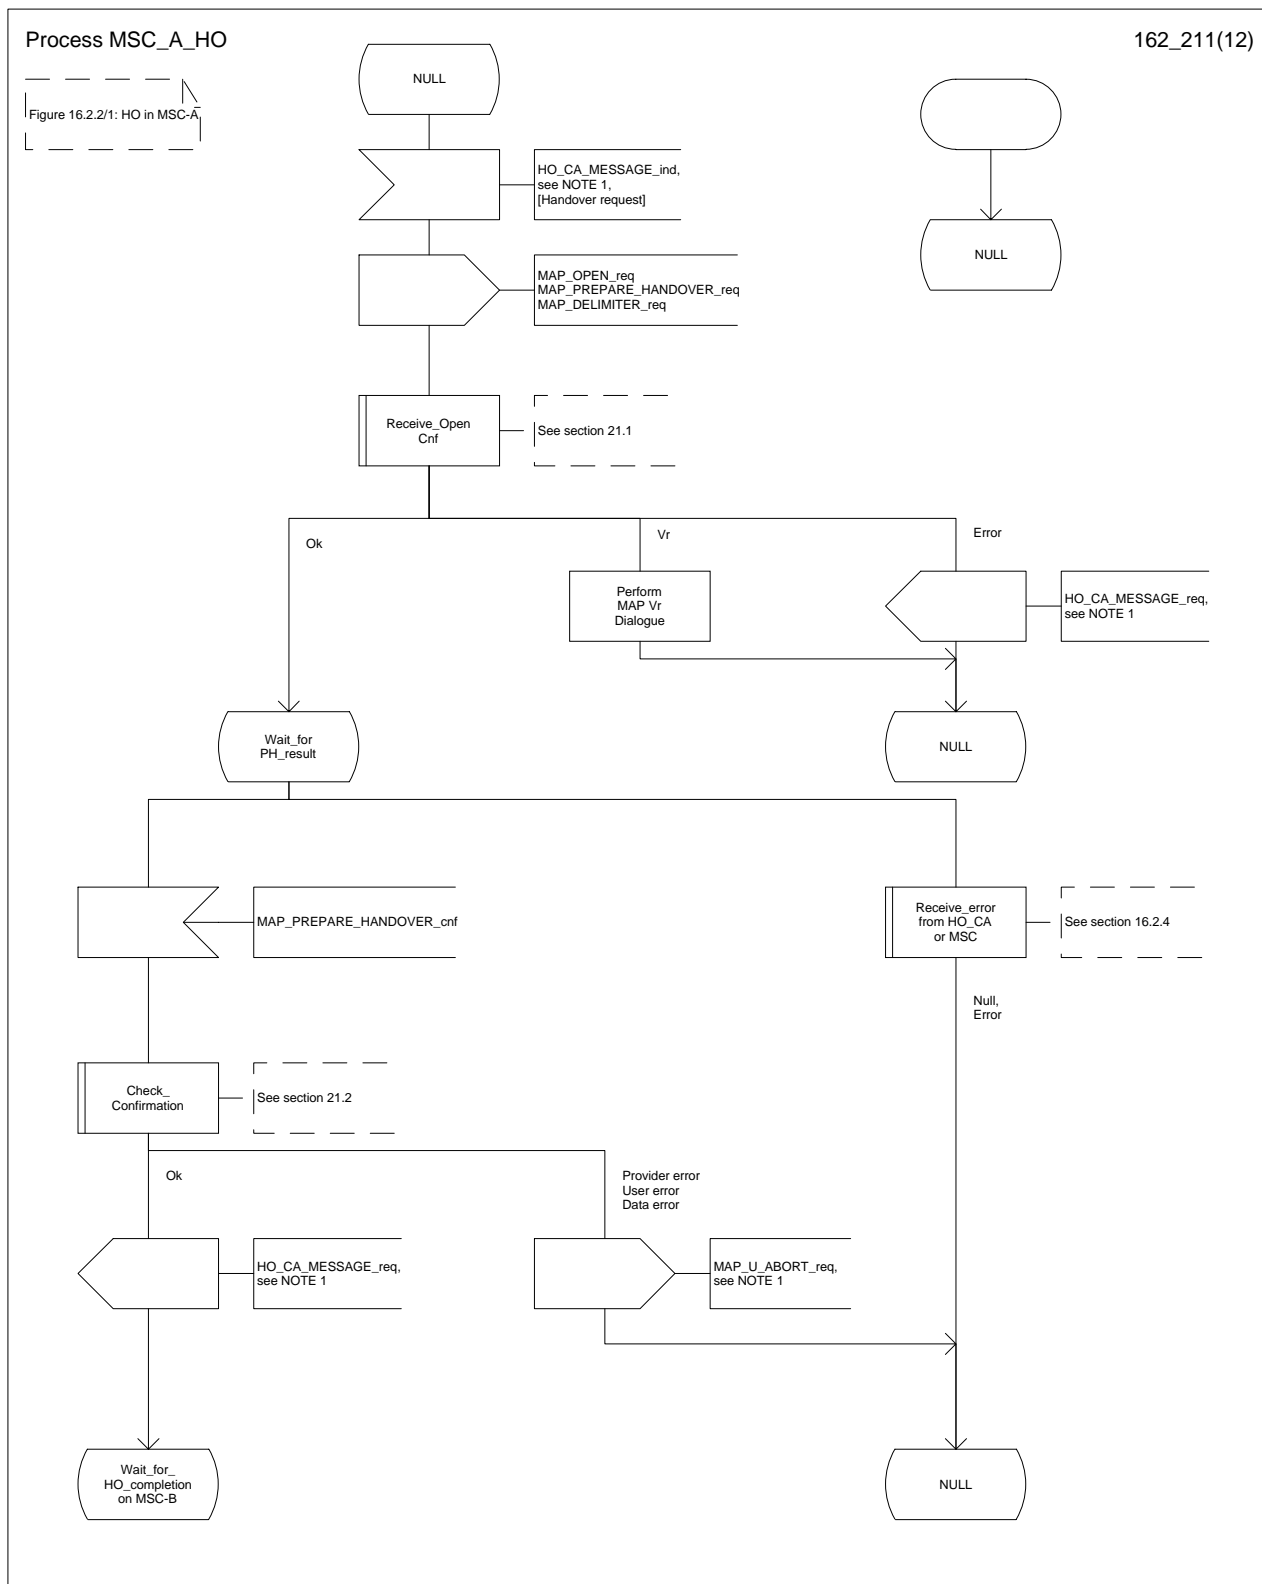 Process MSC_A_HO
162_211(12)
Figure 16.2.2/1: HO in MSC-A
NULL
HO_CA_MESSAGE_ind,
see NOTE 1,
[Handover request]
NULL
MAP_OPEN_req
MAP_PREPARE_HANDOVER_req
MAP_DELIMITER_req
Receive_Open
Cnf
See section 21.1
Ok
Vr
Error
Perform
MAP Vr
Dialogue
HO_CA_MESSAGE_req,
see NOTE 1
Wait_for
PH_result
NULL
MAP_PREPARE_HANDOVER_cnf
Receive_error
from HO_CA
or MSC
See section 16.2.4
Null,
Error
Check_
Confirmation
See section 21.2
Ok
Provider error
User error
Data error
HO_CA_MESSAGE_req,
see NOTE 1
MAP_U_ABORT_req,
see NOTE 1
Wait_for_
HO_completion
on MSC-B
NULL